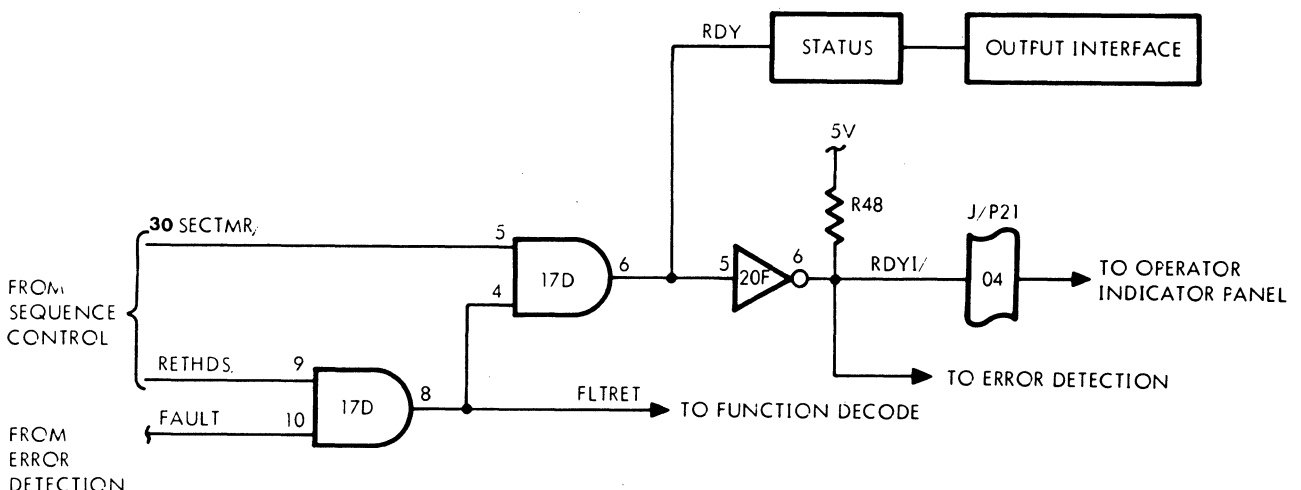 RDY
STATUS
OUTPUT INTERFACE
5V
R48
J/P21
30 SECTMR/
5
17D
6
5
20F
6
RDYI/
04
TO OPERATOR
INDICATOR PANEL
4
FROM
SEQUENCE
CONTROL
RETHDS
9
17D
8
FLTRET
TO FUNCTION DECODE
TO ERROR DETECTION
FAULT
10
FROM
ERROR
DETECTION